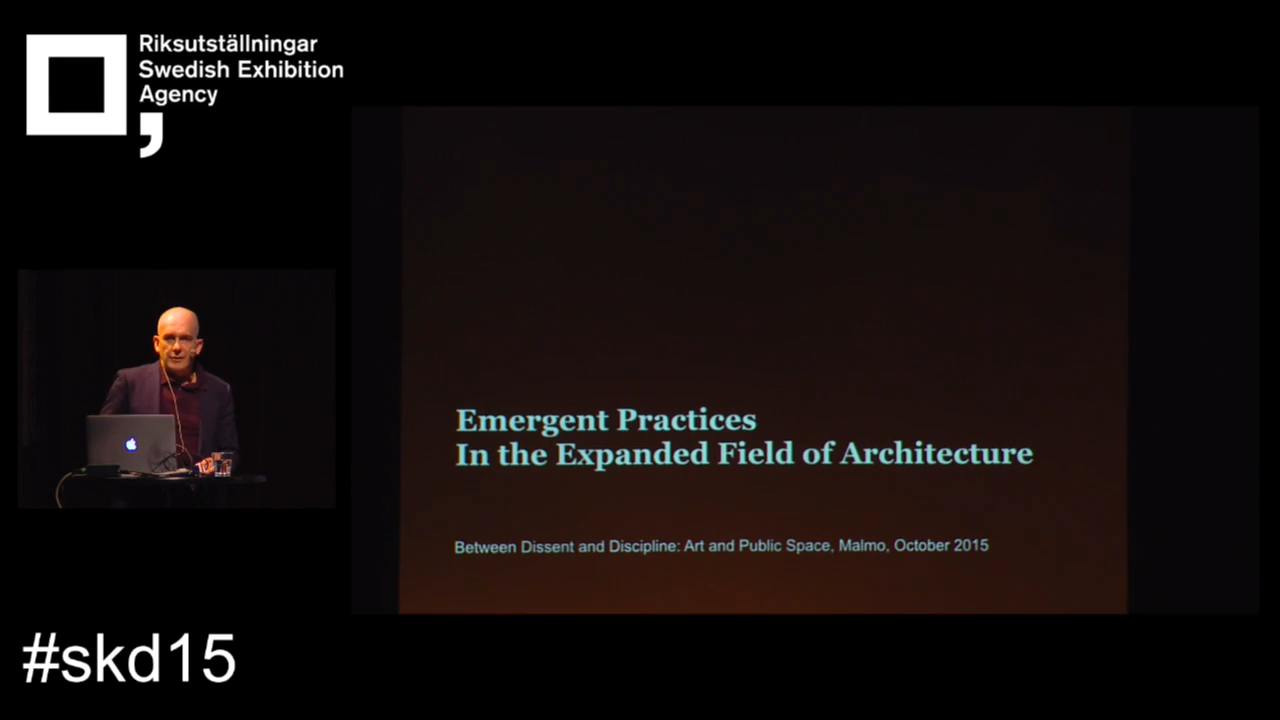 Riksutställningar
Swedish Exhibition
Agency
Emergent Practices
In the Expanded Field of Architecture
Between Dissent and Discipline: Art and Public Space, Malmo, October 2015
#skd15